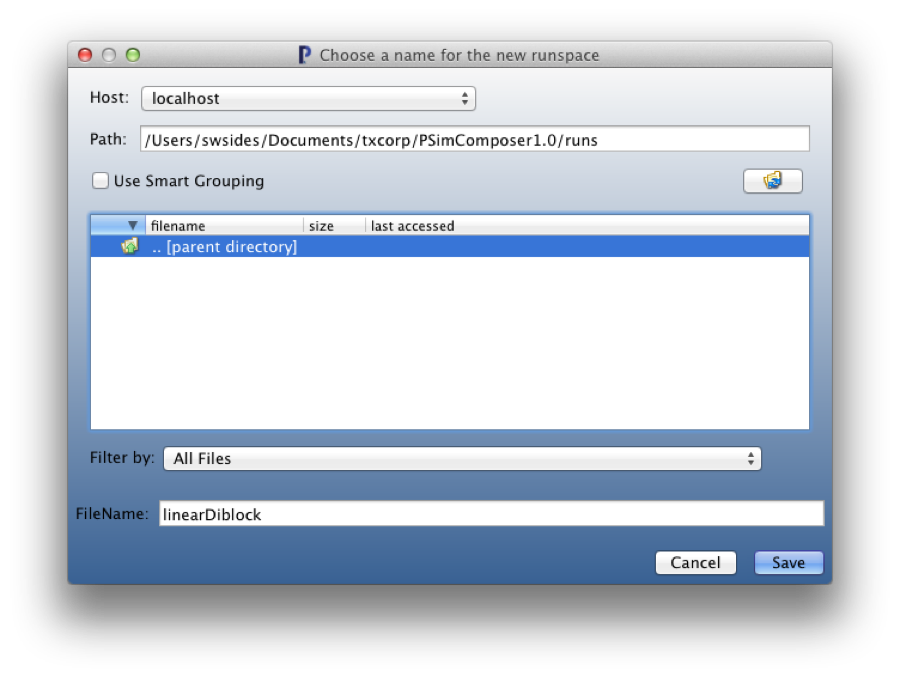 Choose a name for the new runspace
Host: localhost
Path: /Users/swsides/Documents/txcorp/PSimComposer1.0/runs
Use Smart Grouping
filename size last accessed
.. [parent directory]
Filter by: All Files
FileName: linearDiblock
Cancel Save